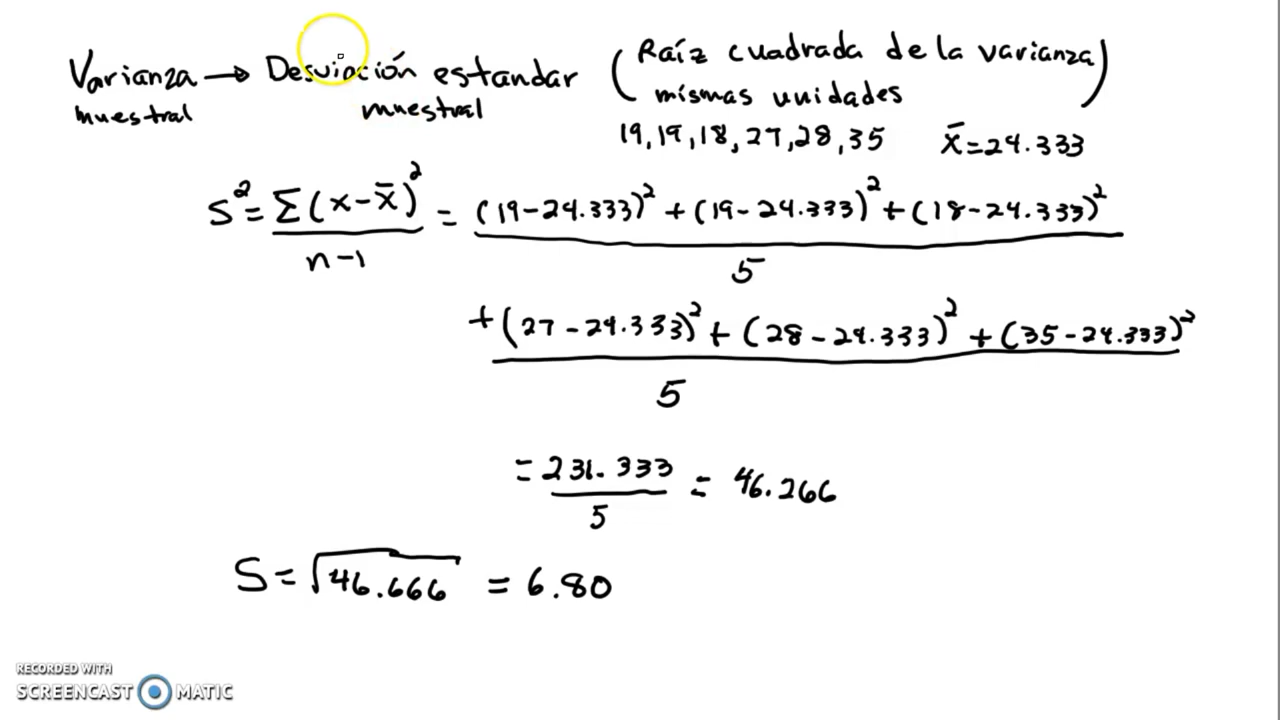 Varianza → Desviación estandar (Raíz cuadrada de la varianza
muestral muestral mismas unidades)
19, 19, 18, 27, 28, 35 x̄ = 24.333
S² = Σ(x-x̄)² / n-1 = (19-24.333)² + (19-24.333)² + (18-24.333)² / 5
+ (27-24.333)² + (28-24.333)² + (35-24.333)² / 5
= 231.333 / 5 = 46.266
S = √46.666 = 6.80
RECORDED WITH
SCREENCAST MATIC